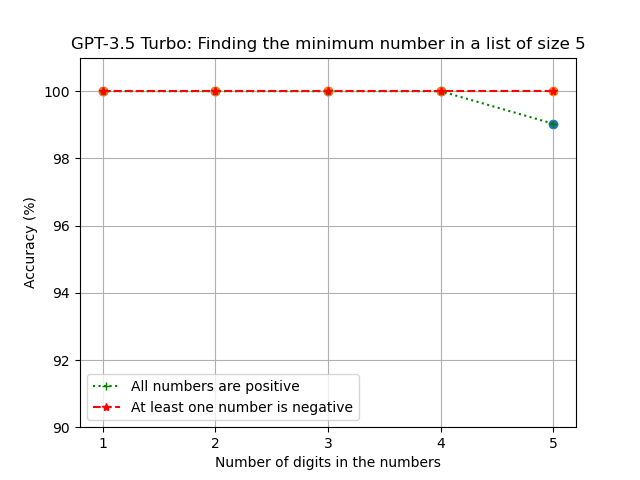 GPT-3.5 Turbo: Finding the minimum number in a list of size 5
Accuracy (%)
100
98
96
94
92
90
All numbers are positive
At least one number is negative
1 2 3 4 5
Number of digits in the numbers